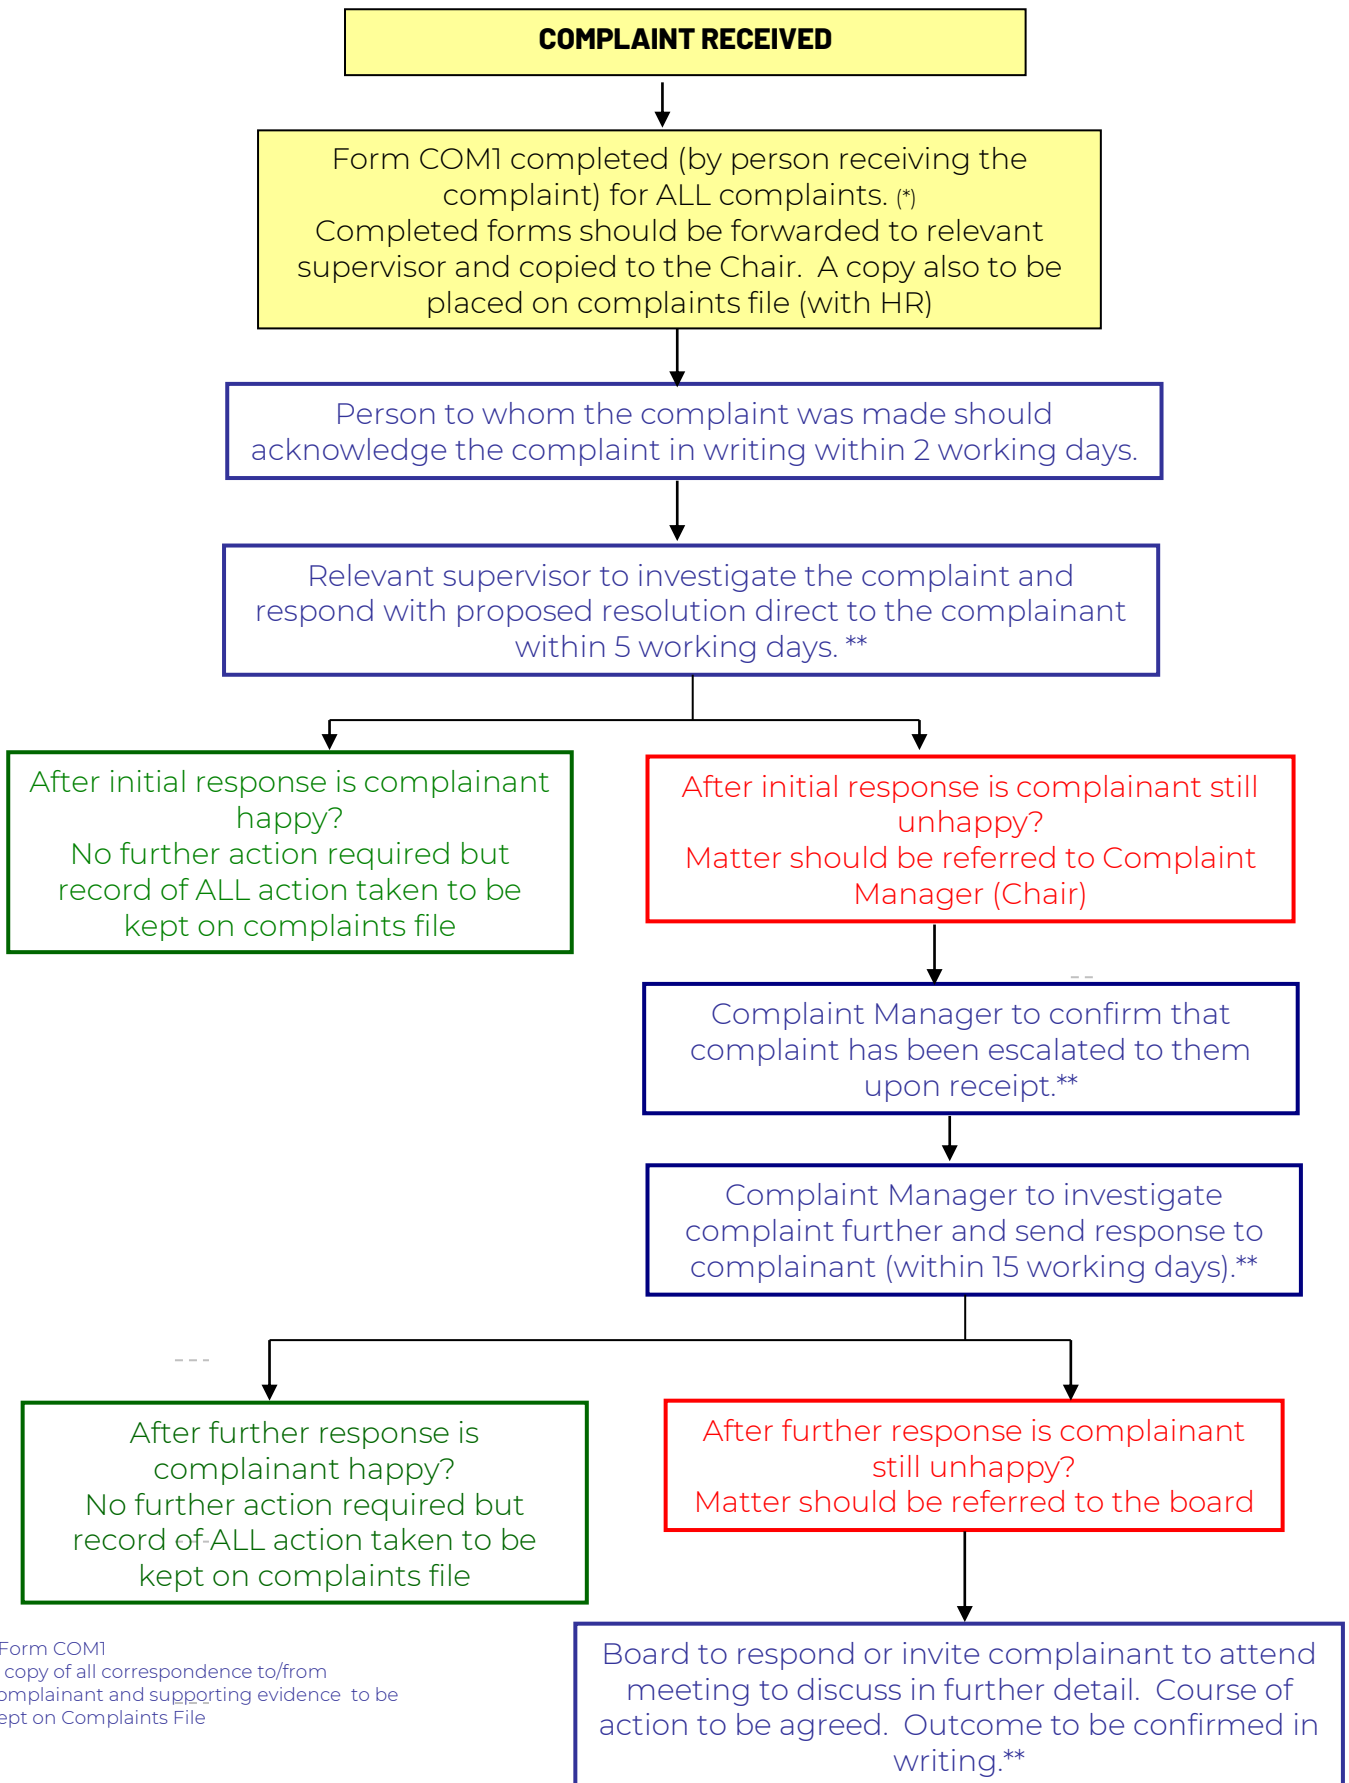 COMPLAINT RECEIVED
Form COM1 completed (by person receiving the
complaint) for ALL complaints. (*)
Completed forms should be forwarded to relevant
supervisor and copied to the Chair.  A copy also to be
placed on complaints file (with HR)
Person to whom the complaint was made should
acknowledge the complaint in writing within 2 working days.
Relevant supervisor to investigate the complaint and
respond with proposed resolution direct to the complainant
within 5 working days. **
After initial response is complainant
happy?
No further action required but
record of ALL action taken to be
kept on complaints file
After initial response is complainant still
unhappy?
Matter should be referred to Complaint
Manager (Chair)
Complaint Manager to confirm that
complaint has been escalated to them
upon receipt.**
Complaint Manager to investigate
complaint further and send response to
complainant (within 15 working days).**
After further response is
complainant happy?
No further action required but
record of ALL action taken to be
kept on complaints file
After further response is complainant
still unhappy?
Matter should be referred to the board
Board to respond or invite complainant to attend
meeting to discuss in further detail.  Course of
action to be agreed.  Outcome to be confirmed in
writing.**
Form COM1
copy of all correspondence to/from
omplainant and supporting evidence  to be
ept on Complaints File